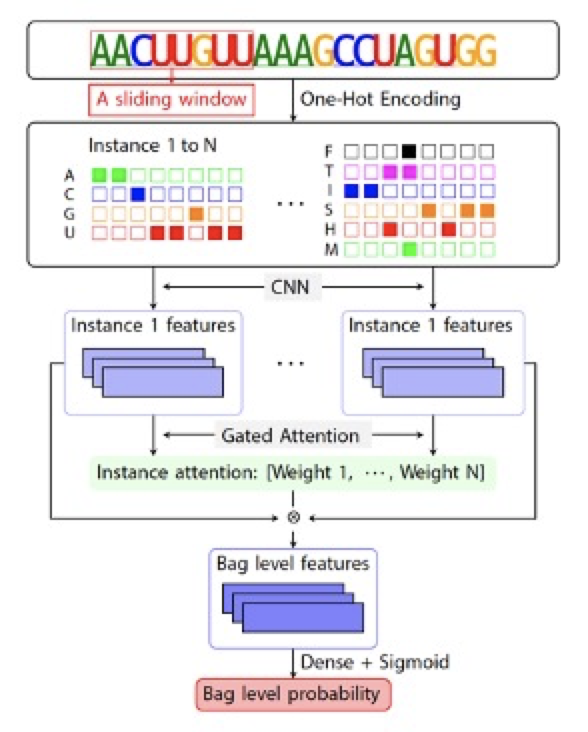 AACUUGUUAAAGCCUAGUGG
A sliding window
One-Hot Encoding
Instance 1 to N
A
C
G
U
...
F
T
I
S
H
M
CNN
Instance 1 features
...
Instance 1 features
Gated Attention
Instance attention: [Weight 1, ⋯, Weight N]
⊗
Bag level features
Dense + Sigmoid
Bag level probability